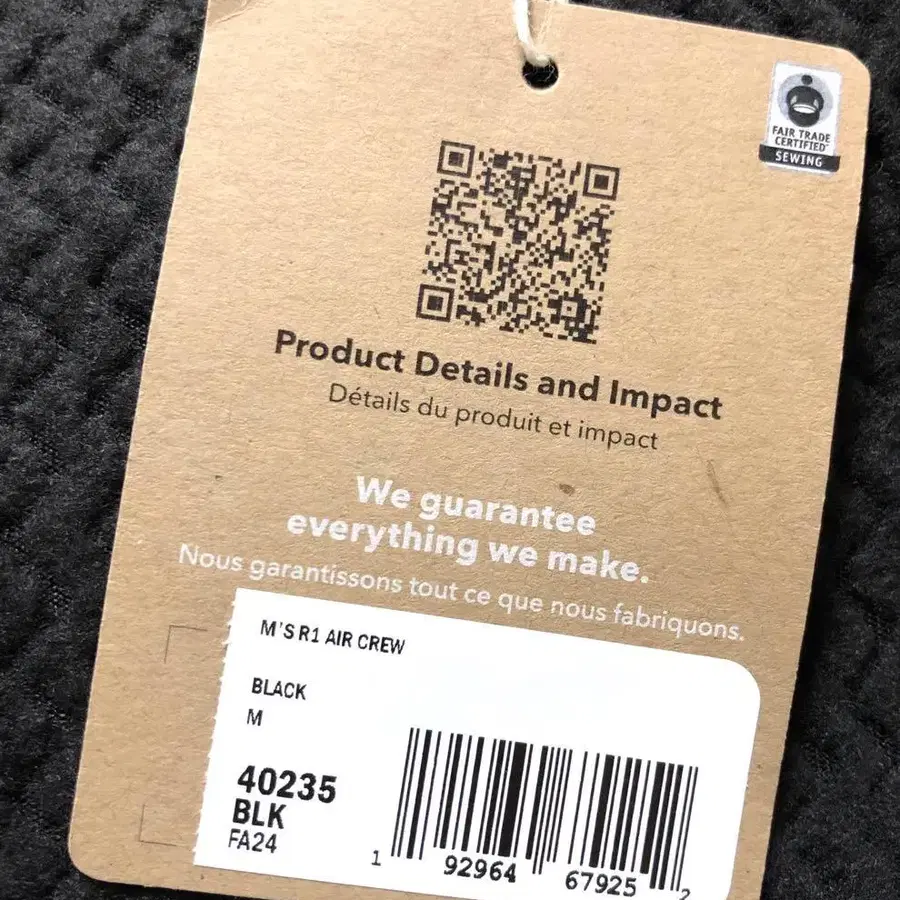 FAIR TRADE
CERTIFIED™
SEWING
Product Details and Impact
Détails du produit et impact
We guarantee
everything we make.
Nous garantissons tout ce que nous fabriquons.
M'S R1 AIR CREW
BLACK
M
40235
BLK
FA24
1 92964 67925 2